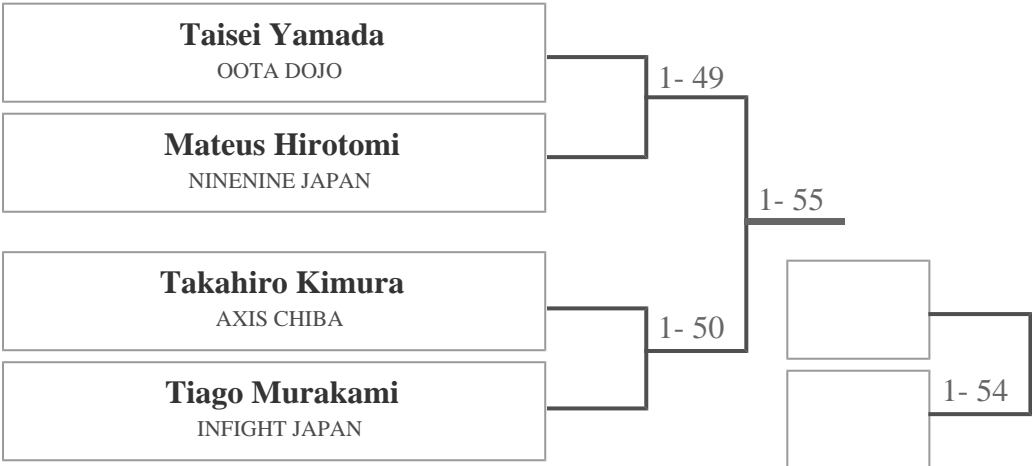 Taisei Yamada
OOTA DOJO
1- 49
Mateus Hirotomi
NINENINE JAPAN
1- 55
Takahiro Kimura
AXIS CHIBA
1- 50
Tiago Murakami
INFIGHT JAPAN
1- 54